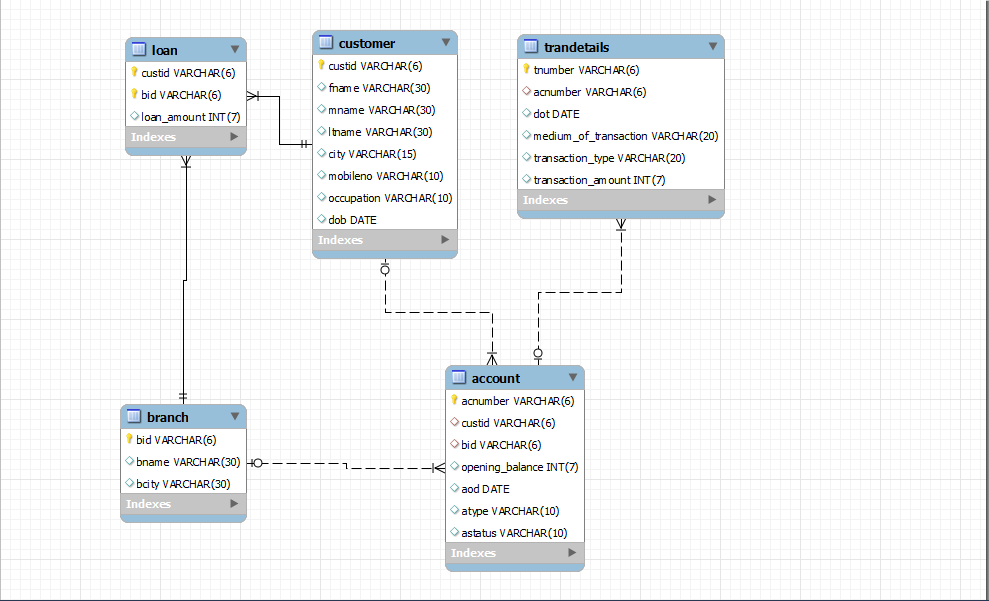 loan
custid VARCHAR(6)
bid VARCHAR(6)
loan_amount INT(7)
Indexes
customer
custid VARCHAR(6)
fname VARCHAR(30)
mname VARCHAR(30)
ltname VARCHAR(30)
city VARCHAR(15)
mobileno VARCHAR(10)
occupation VARCHAR(10)
dob DATE
Indexes
trandetails
tnumber VARCHAR(6)
acnumber VARCHAR(6)
dot DATE
medium_of_transaction VARCHAR(20)
transaction_type VARCHAR(20)
transaction_amount INT(7)
Indexes
branch
bid VARCHAR(6)
bname VARCHAR(30)
bcity VARCHAR(30)
Indexes
account
acnumber VARCHAR(6)
custid VARCHAR(6)
bid VARCHAR(6)
opening_balance INT(7)
aod DATE
atype VARCHAR(10)
astatus VARCHAR(10)
Indexes